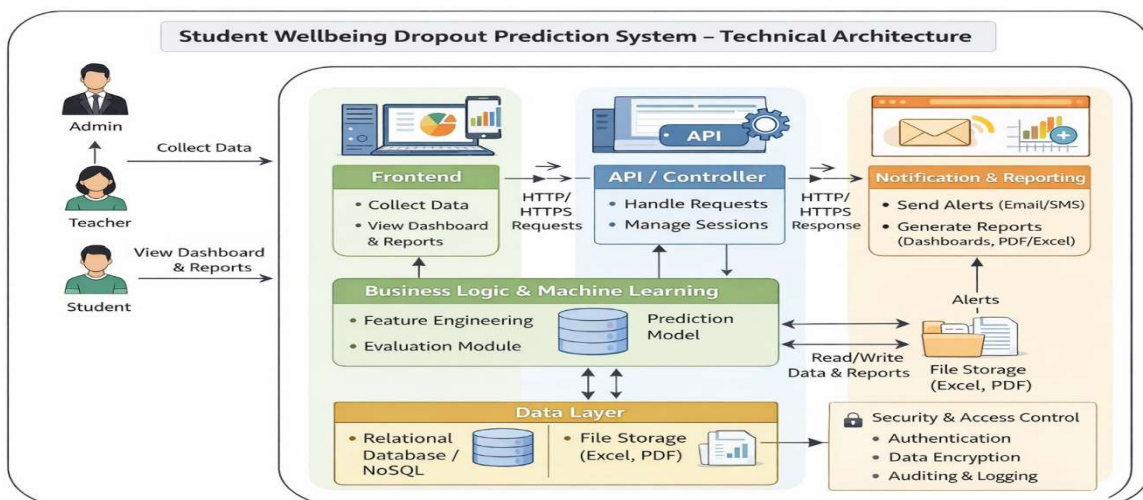 Student Wellbeing Dropout Prediction System – Technical Architecture
Admin
Collect Data
Teacher
View Dashboard
& Reports
Student
Frontend
• Collect Data
• View Dashboard
& Reports
HTTP/
HTTPS
Requests
API
API / Controller
• Handle Requests
• Manage Sessions
HTTP/
HTTPS
Response
Notification & Reporting
• Send Alerts (Email/SMS)
• Generate Reports
(Dashboards, PDF/Excel)
Business Logic & Machine Learning
• Feature Engineering
• Evaluation Module
Prediction
Model
Read/Write
Data & Reports
Alerts
File Storage
(Excel, PDF)
Data Layer
• Relational
Database /
NoSQL
• File Storage
(Excel, PDF)
Security & Access Control
• Authentication
• Data Encryption
• Auditing & Logging